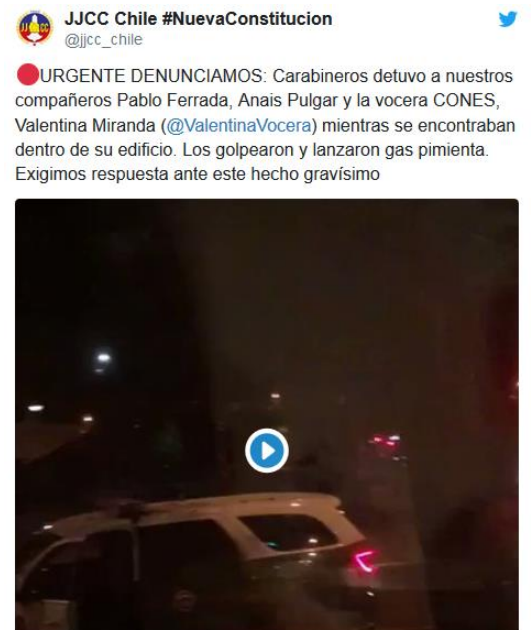 JJCC Chile #NuevaConstitucion
@jjcc_chile
🔴URGENTE DENUNCIAMOS: Carabineros detuvo a nuestros
compañeros Pablo Ferrada, Anais Pulgar y la vocera CONES,
Valentina Miranda (@ValentinaVocera) mientras se encontraban
dentro de su edificio. Los golpearon y lanzaron gas pimienta.
Exigimos respuesta ante este hecho gravísimo